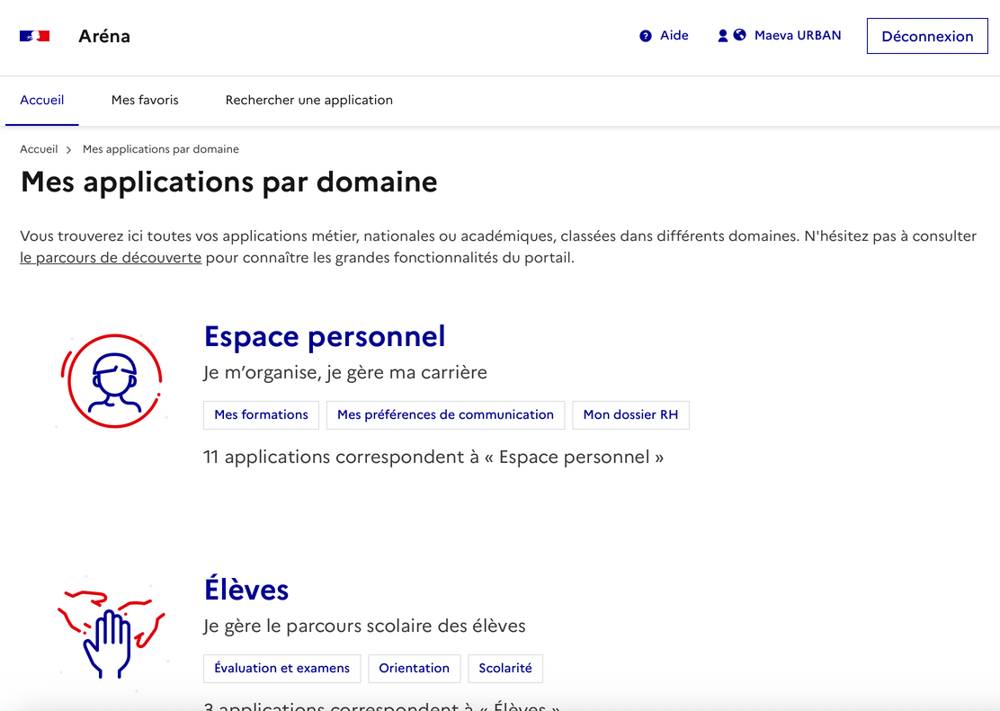 Aréna
Aide
Maeva URBAN
Déconnexion
Accueil
Mes favoris
Rechercher une application
Accueil
Mes applications par domaine
Mes applications par domaine
Vous trouverez ici toutes vos applications métier, nationales ou académiques, classées dans différents domaines. N'hésitez pas à consulter
le parcours de découverte pour connaître les grandes fonctionnalités du portail.
Espace personnel
Je m’organise, je gère ma carrière
Mes formations
Mes préférences de communication
Mon dossier RH
11 applications correspondent à « Espace personnel »
Élèves
Je gère le parcours scolaire des élèves
Évaluation et examens
Orientation
Scolarité
3 applications correspondent à « Élèves »